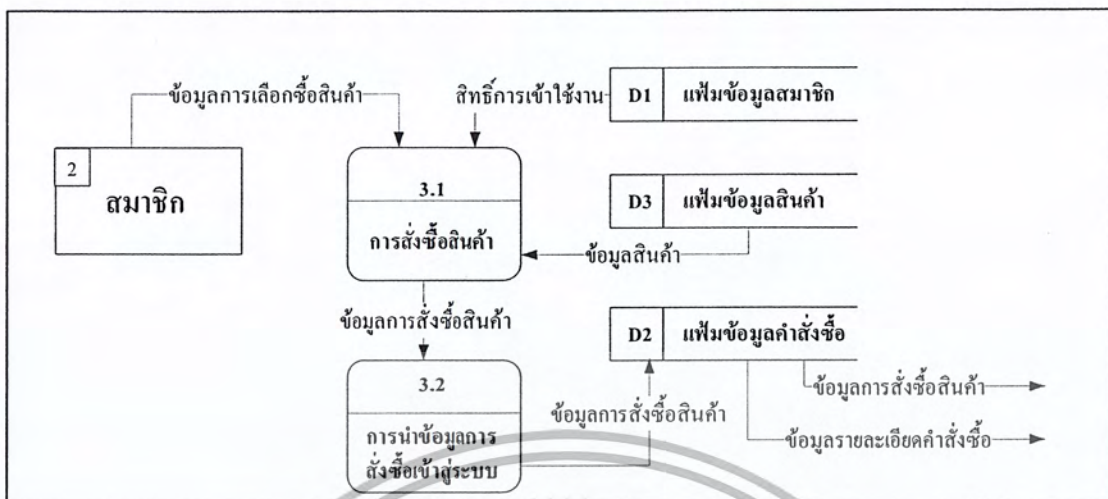 ข้อมูลการเลือกซื้อสินค้า
สิทธิ์การเข้าใช้งาน
D1 แฟ้มข้อมูลสมาชิก
2
สมาชิก
3.1
การสั่งซื้อสินค้า
D3 แฟ้มข้อมูลสินค้า
ข้อมูลสินค้า
ข้อมูลการสั่งซื้อสินค้า
D2 แฟ้มข้อมูลคำสั่งซื้อ
3.2
การนำข้อมูลการ
สั่งซื้อเข้าสู่ระบบ
ข้อมูลการสั่งซื้อสินค้า
ข้อมูลการสั่งซื้อสินค้า
ข้อมูลรายละเอียดคำสั่งซื้อ